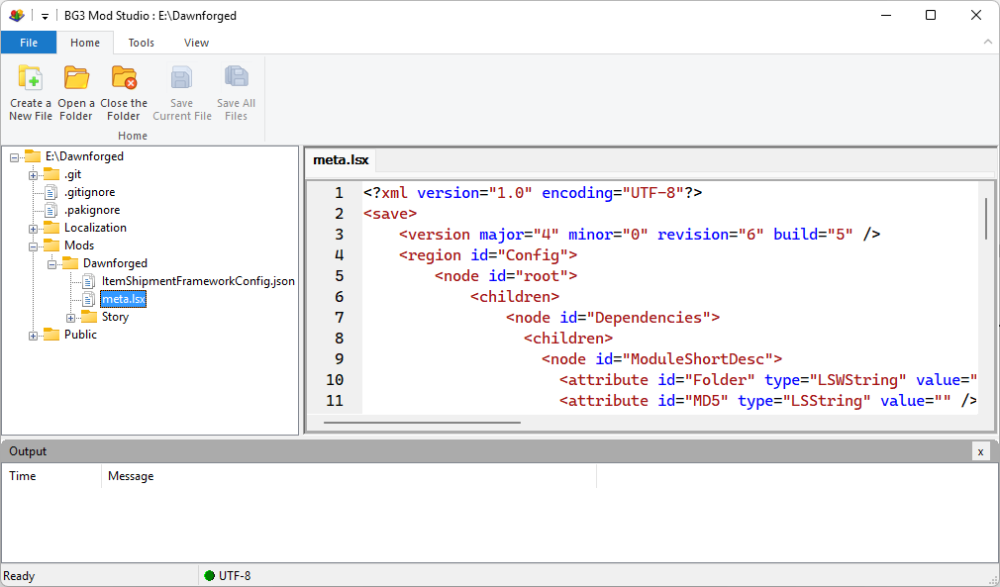 BG3 Mod Studio : E:\Dawnforged
File Home Tools View
Create a New File
Open a Folder
Close the Folder
Save Current File
Save All Files
Home
E:\Dawnforged
.git
.gitignore
.pakignore
Localization
Mods
Dawnforged
ItemShipmentFrameworkConfig.json
meta.lsx
Story
Public
meta.lsx
1 <?xml version="1.0" encoding="UTF-8"?>
2 <save>
3 <version major="4" minor="0" revision="6" build="5" />
4 <region id="Config">
5 <node id="root">
6 <children>
7 <node id="Dependencies">
8 <children>
9 <node id="ModuleShortDesc">
10 <attribute id="Folder" type="LSWString" value="
11 <attribute id="MD5" type="LSString" value="" />
Output x
Time Message
Ready UTF-8